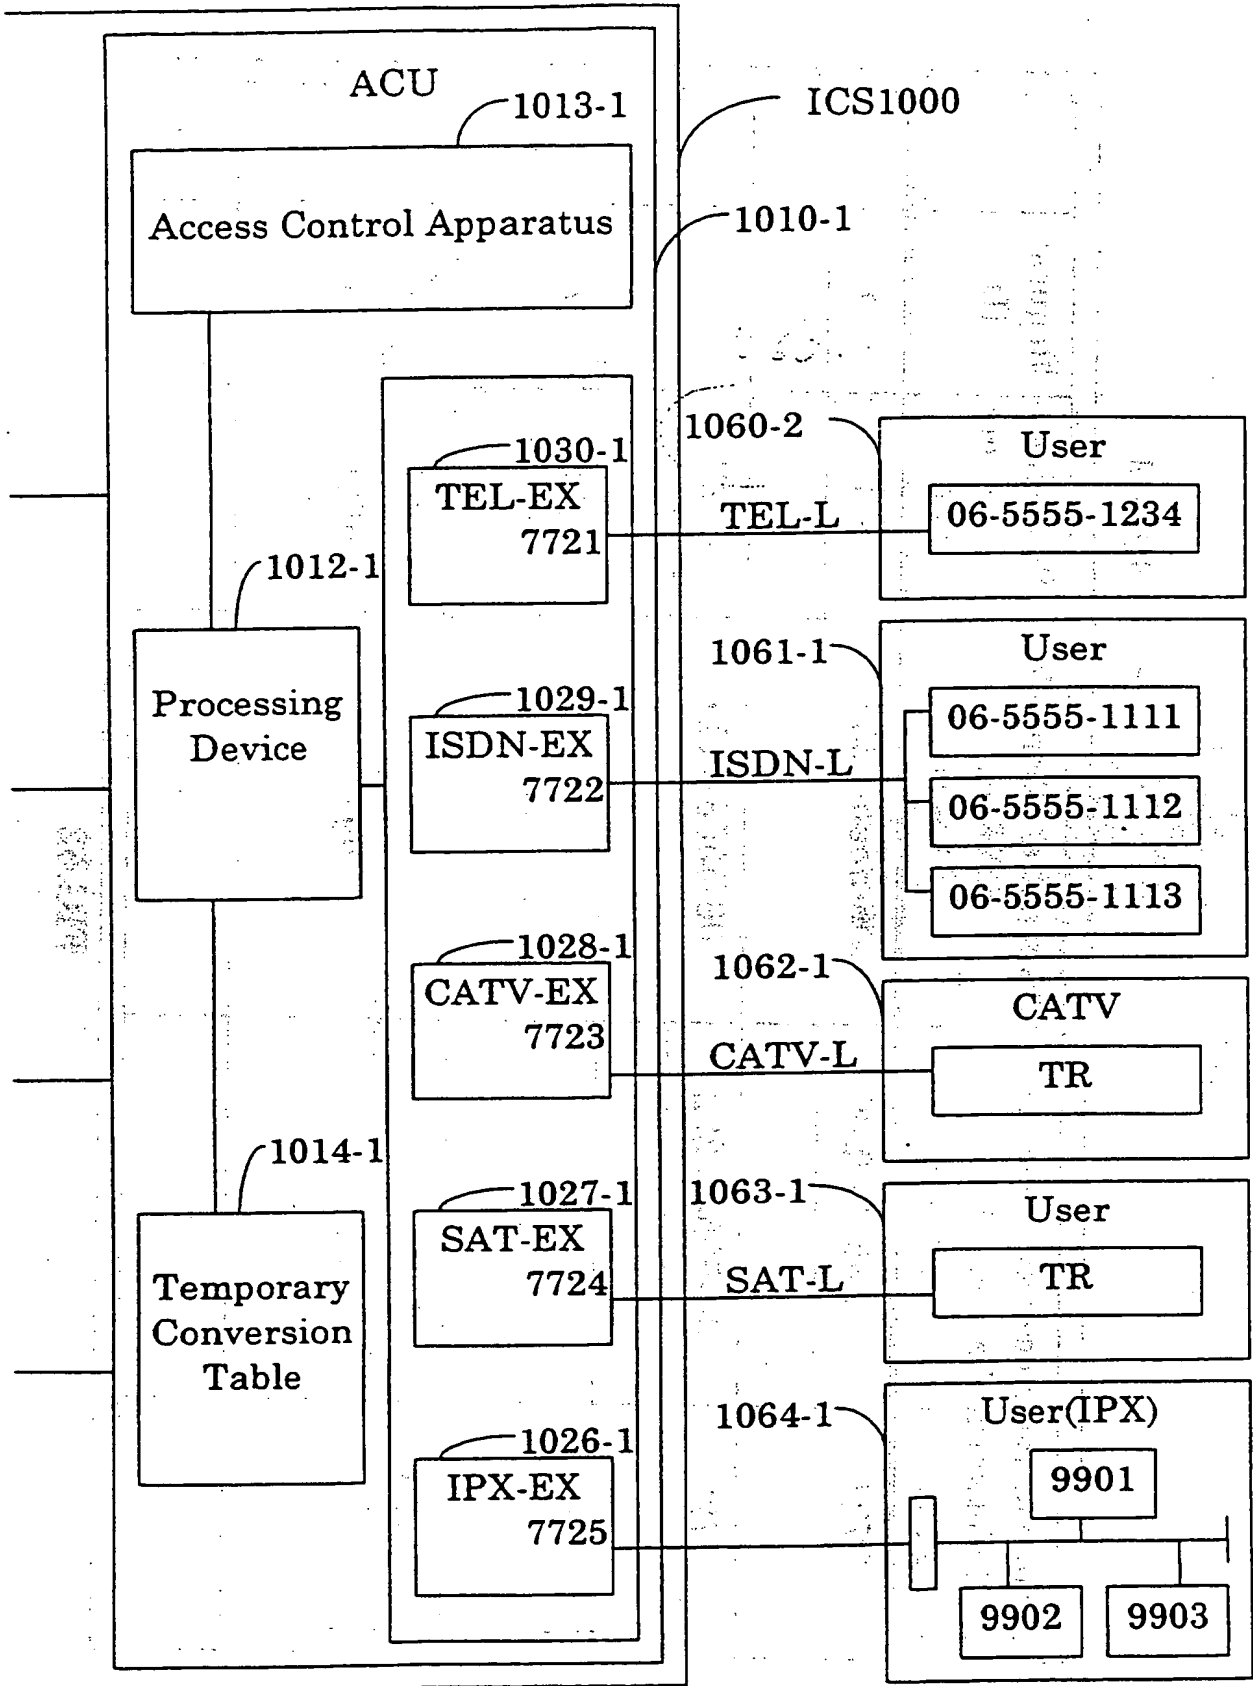 ACU
1013-1
ICS1000
Access Control Apparatus
1010-1
1060-2
User
1030-1
TEL-EX
7721
TEL-L
06-5555-1234
1012-1
1061-1
User
Processing
Device
1029-1
ISDN-EX
7722
ISDN-L
06-5555-1111
06-5555-1112
06-5555-1113
1028-1
CATV-EX
7723
CATV-L
1062-1
CATV
TR
1014-1
Temporary
Conversion
Table
1027-1
SAT-EX
7724
SAT-L
1063-1
User
TR
1026-1
IPX-EX
7725
1064-1
User(IPX)
9901
9902
9903